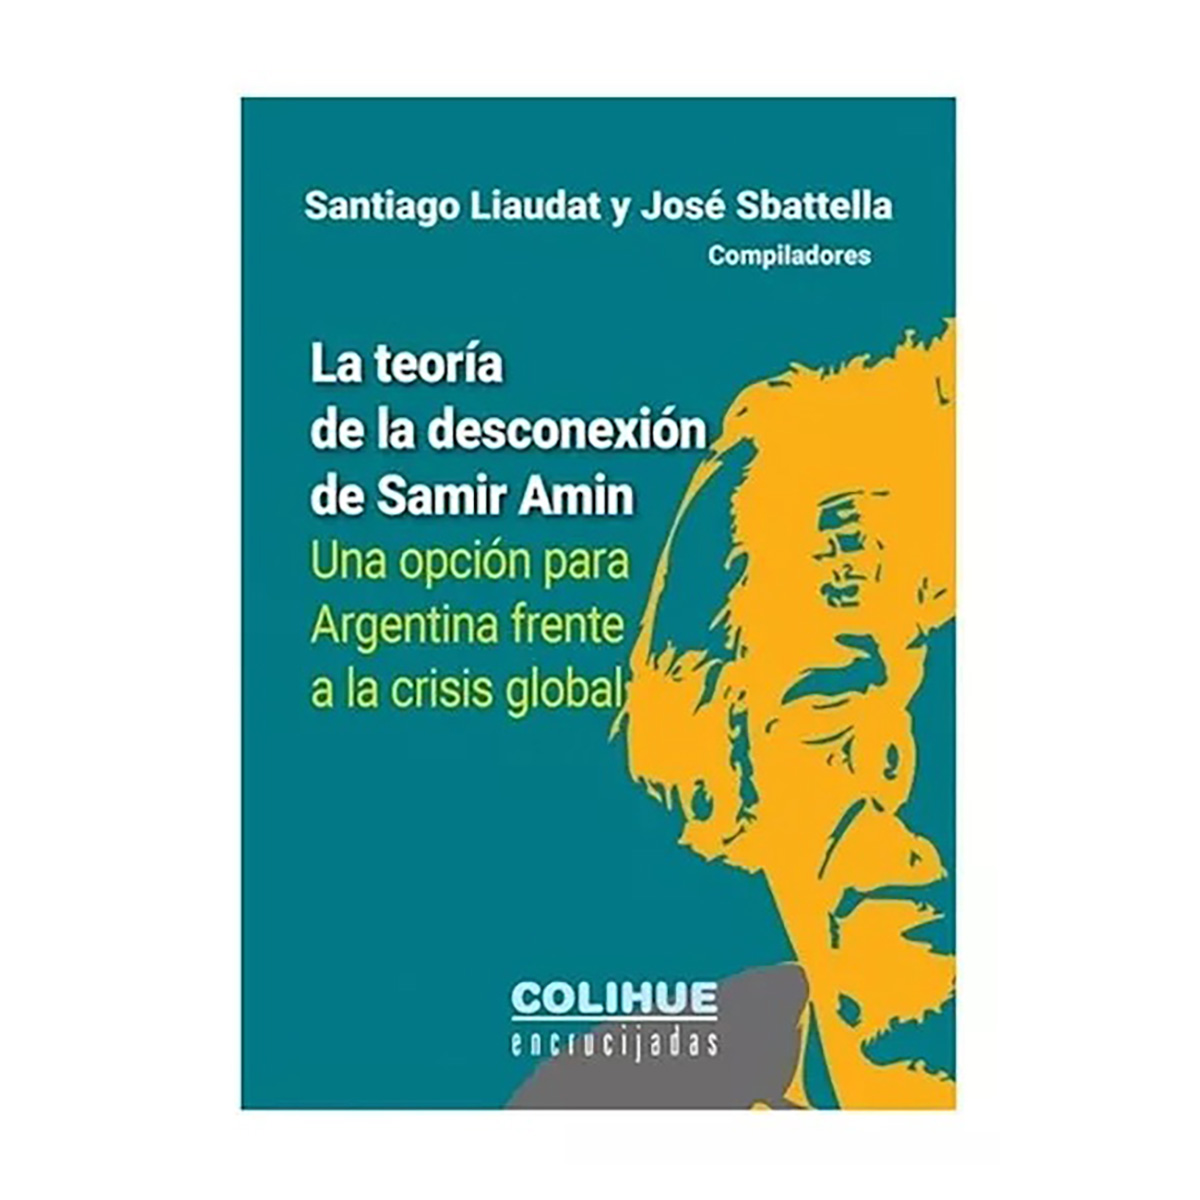 Santiago Liaudat y José Sbattella
Compiladores
La teoría
de la desconexión
de Samir Amin
Una opción para
Argentina frente
a la crisis global
COLIHUE
encrucijadas